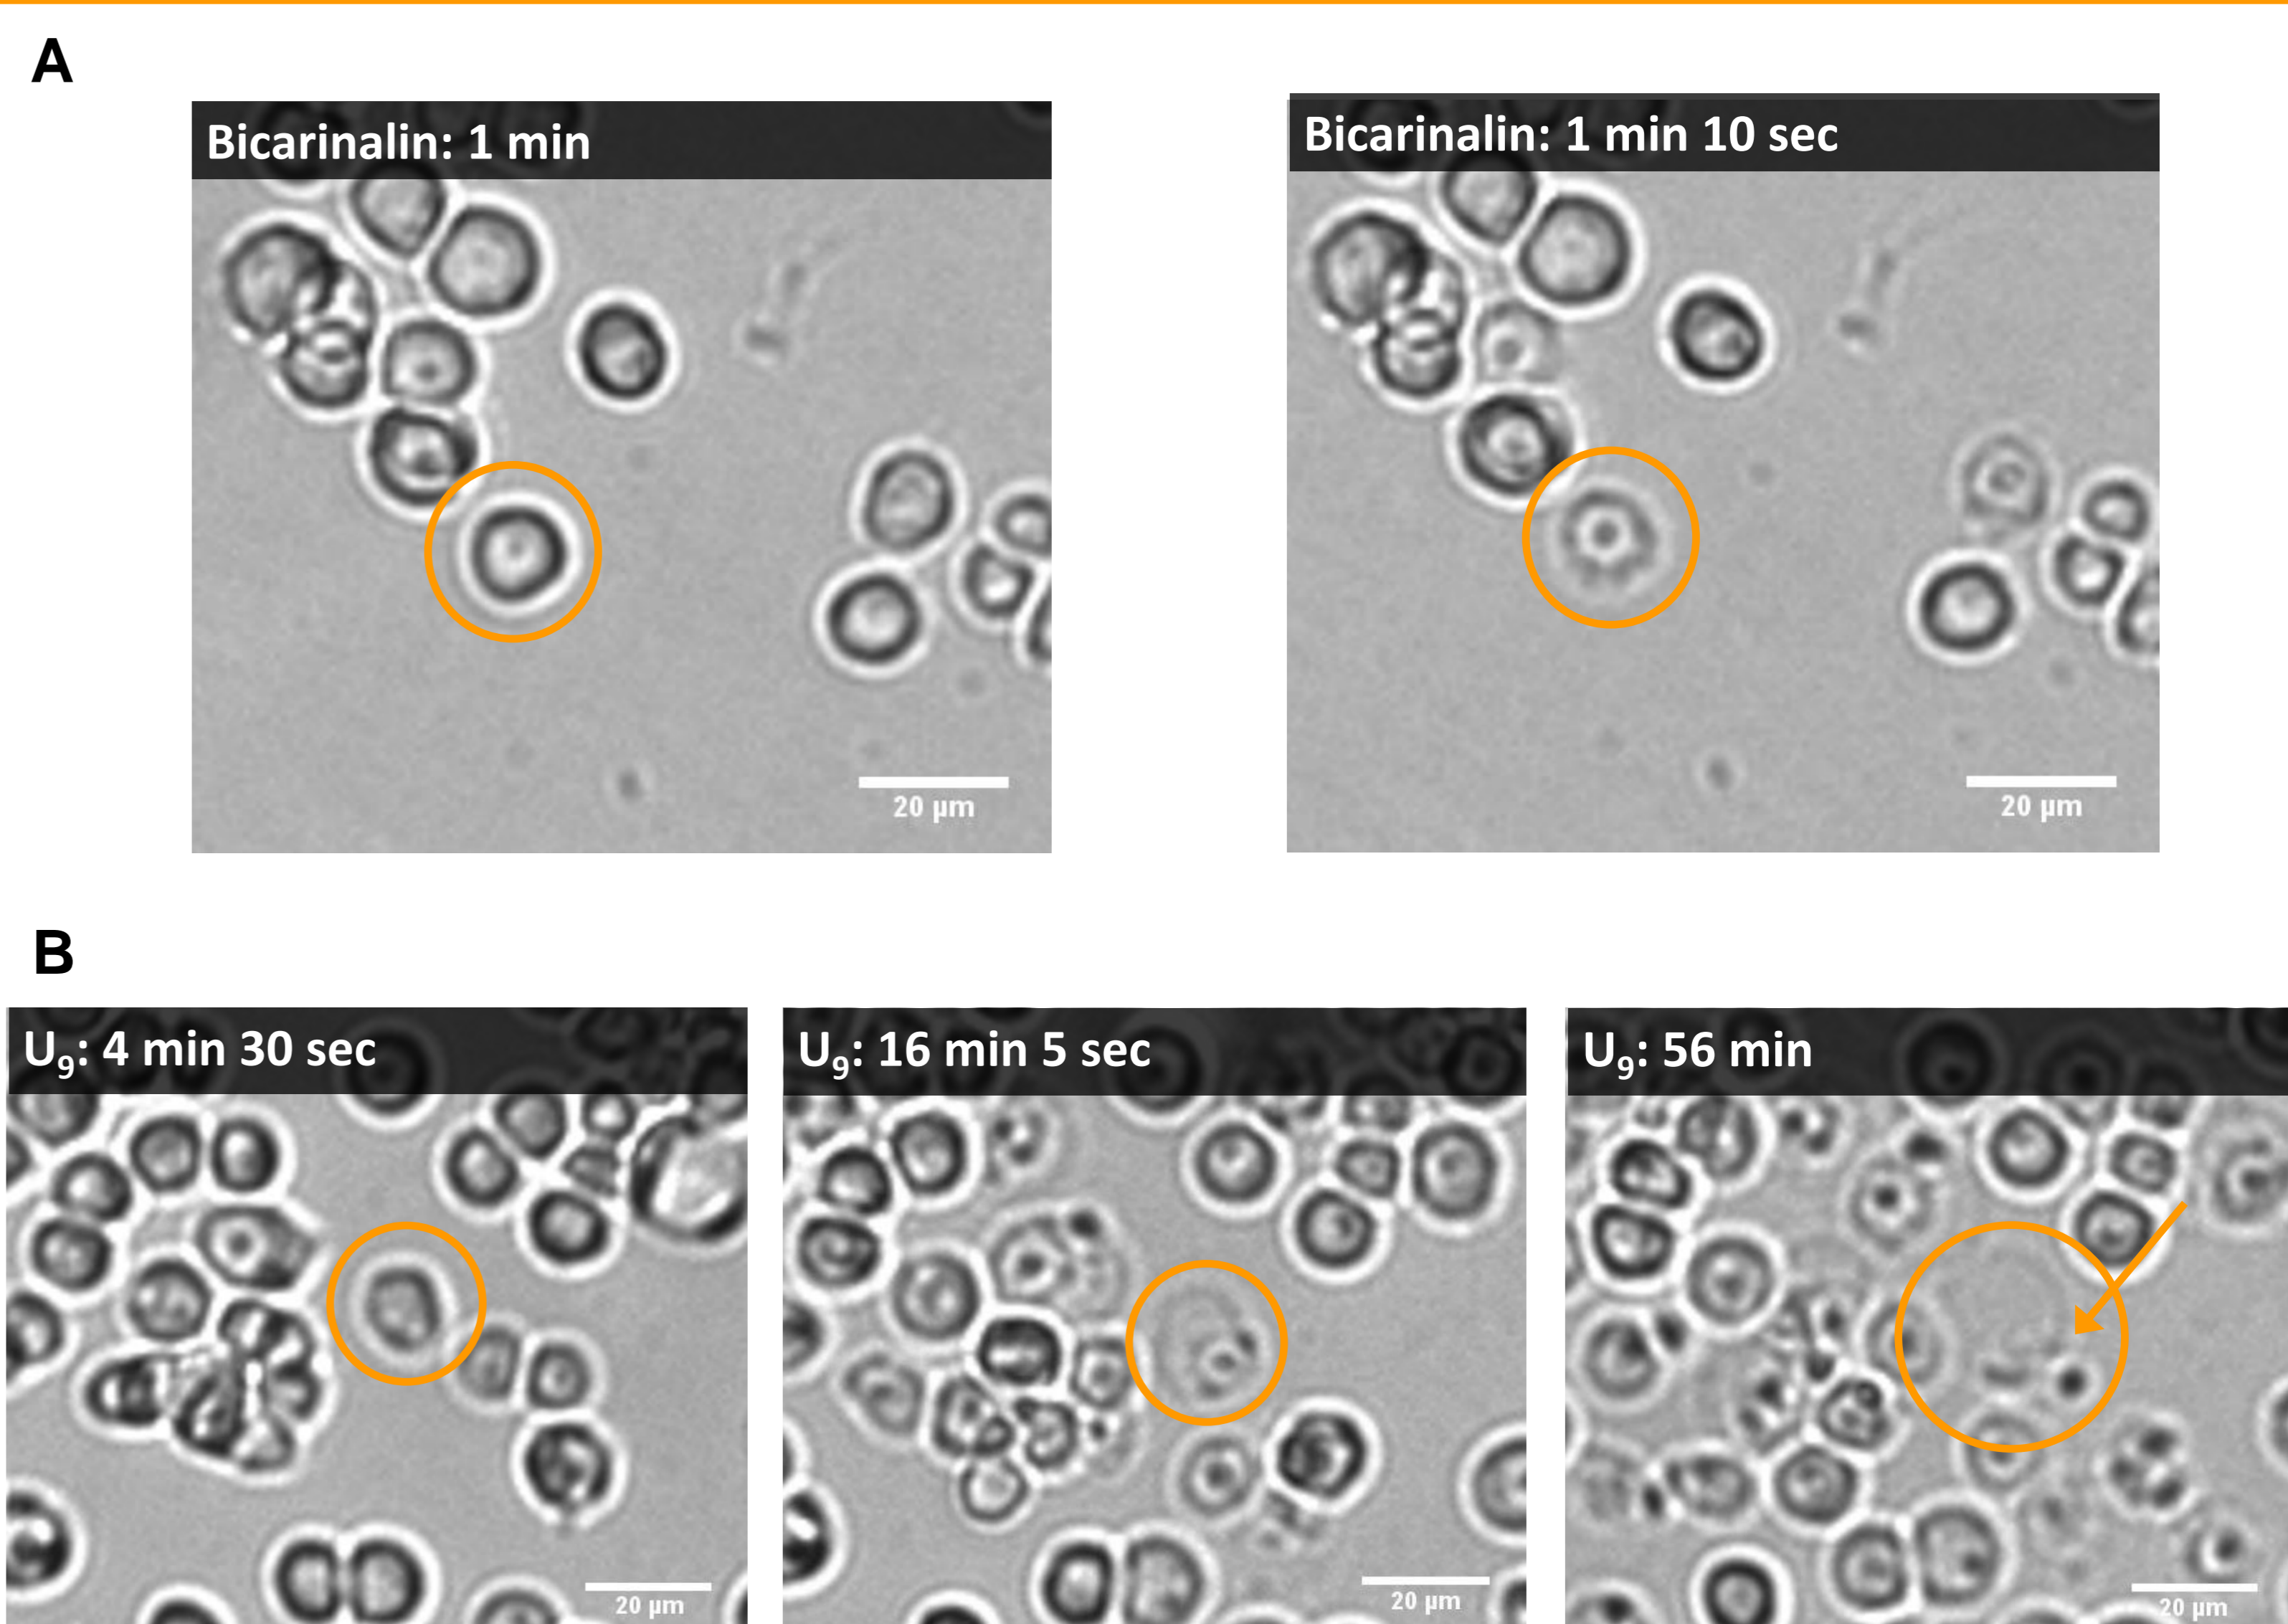 A
Bicarinalin: 1 min
Bicarinalin: 1 min 10 sec
20 µm
20 µm
B
U₉: 4 min 30 sec
U₉: 16 min 5 sec
U₉: 56 min
20 µm
20 µm
20 µm